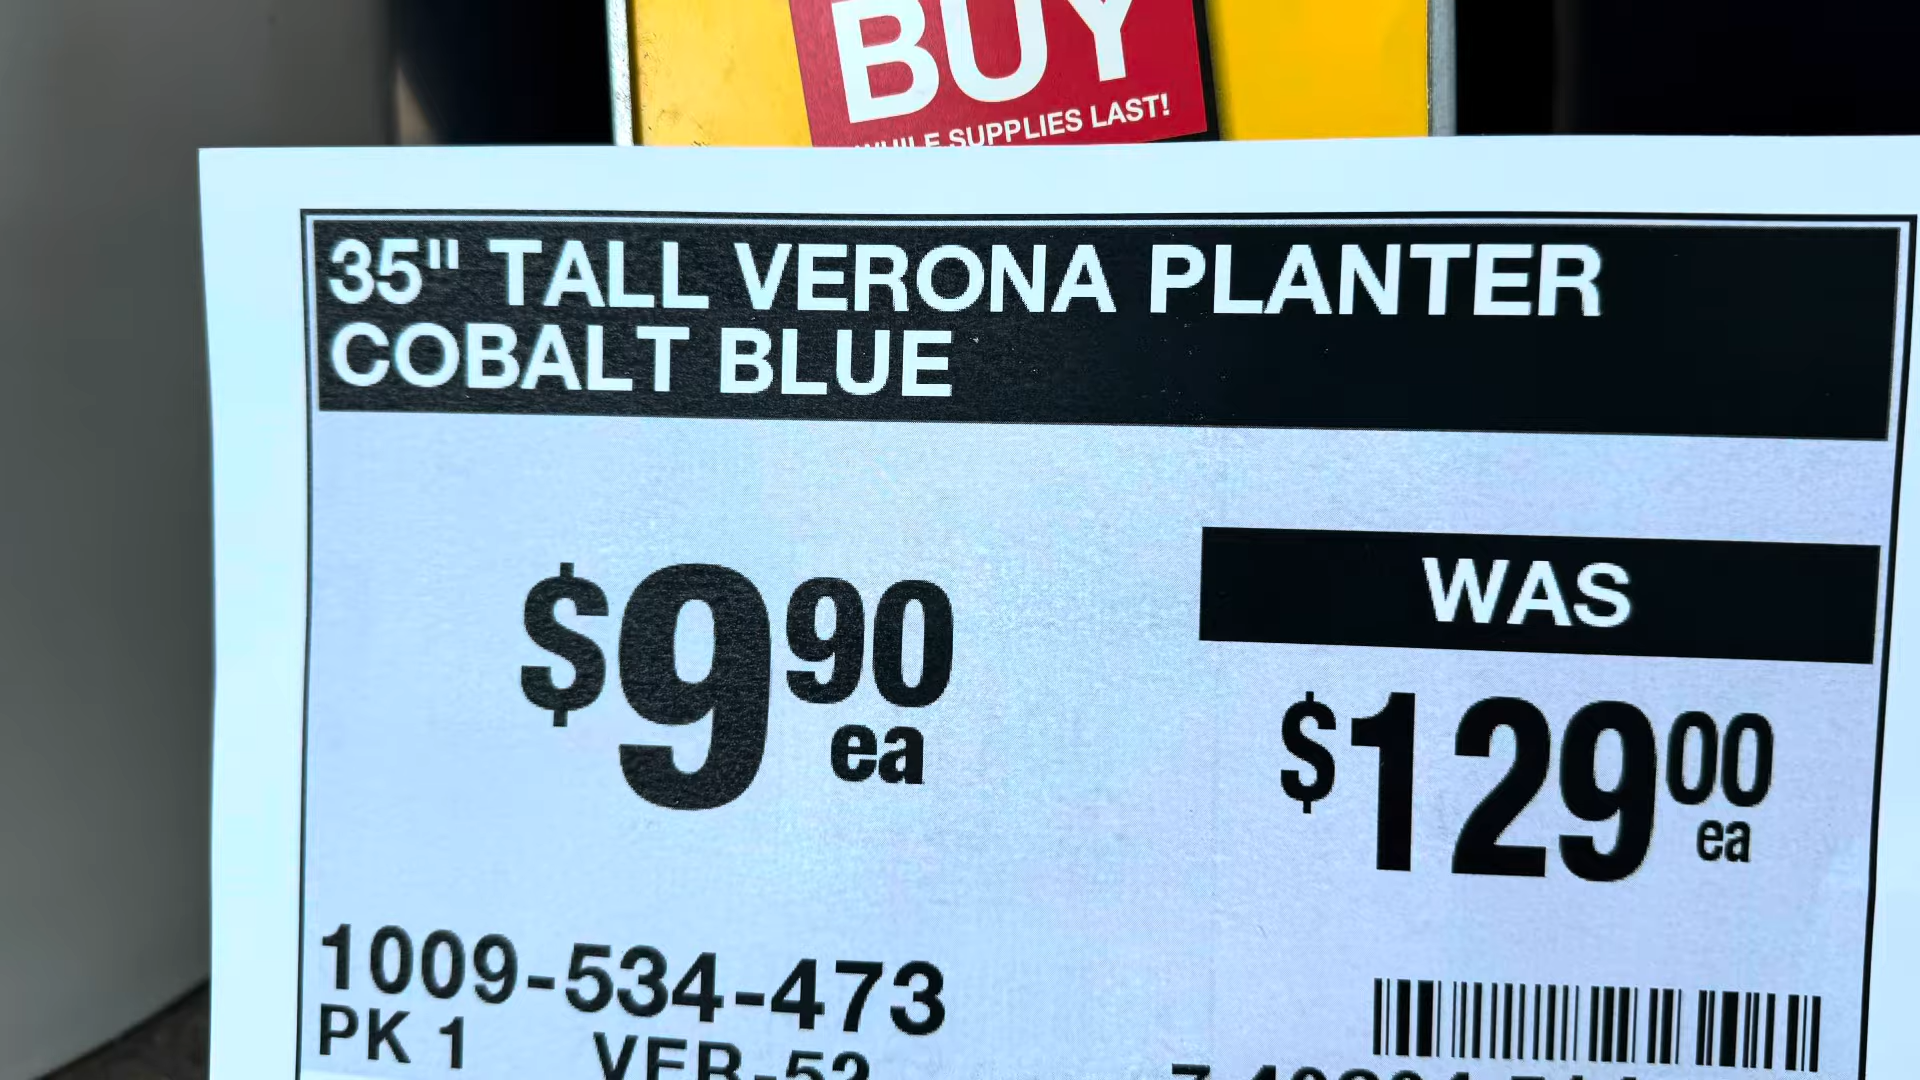 BUY
WHILE SUPPLIES LAST!
35" TALL VERONA PLANTER
COBALT BLUE
$9 90 ea
WAS
$129 00 ea
1009-534-473
PK 1